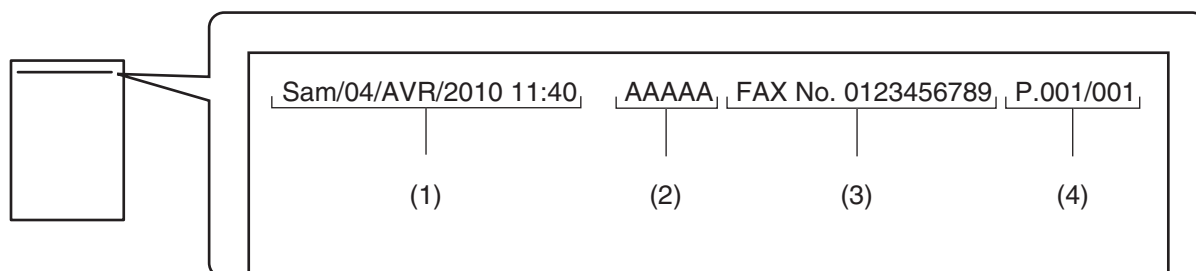 Sam/04/AVR/2010 11:40 AAAAA FAX No. 0123456789 P.001/001
(1) (2) (3) (4)